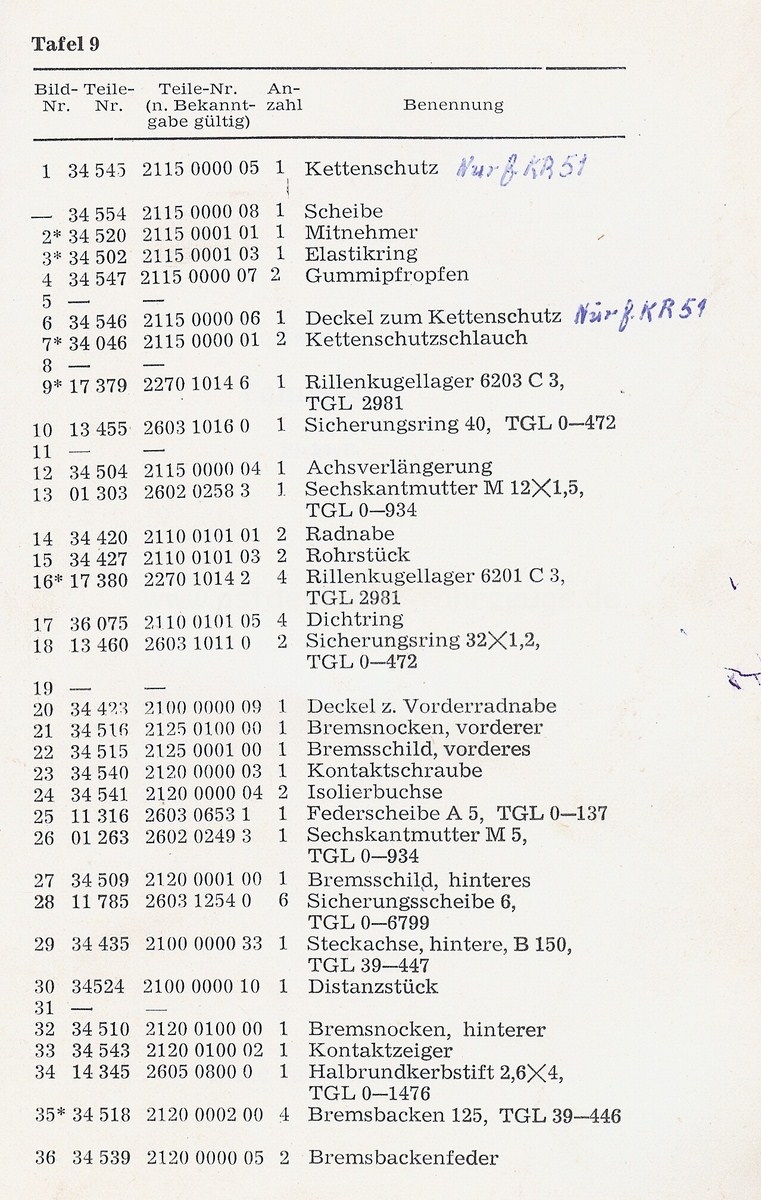 Tafel 9
Bild- Teile- Teile-Nr. An-
Nr. Nr. (n. Bekannt- zahl Benennung
gabe gültig)
1 34 545 2115 0000 05 1 Kettenschutz Nur f. KR 51
— 34 554 2115 0000 08 1 Scheibe
2* 34 520 2115 0001 01 1 Mitnehmer
3* 34 502 2115 0001 03 1 Elastikring
4 34 547 2115 0000 07 2 Gummipfropfen
5 — —
6 34 546 2115 0000 06 1 Deckel zum Kettenschutz Nur f. KR 51
7* 34 046 2115 0000 01 2 Kettenschutzschlauch
8 — —
9* 17 379 2270 1014 6 1 Rillenkugellager 6203 C 3,
TGL 2981
10 13 455 2603 1016 0 1 Sicherungsring 40, TGL 0—472
11 — —
12 34 504 2115 0000 04 1 Achsverlängerung
13 01 303 2602 0258 3 1 Sechskantmutter M 12×1,5,
TGL 0—934
14 34 420 2110 0101 01 2 Radnabe
15 34 427 2110 0101 03 2 Rohrstück
16* 17 380 2270 1014 2 4 Rillenkugellager 6201 C 3,
TGL 2981
17 36 075 2110 0101 05 4 Dichtring
18 13 460 2603 1011 0 2 Sicherungsring 32×1,2,
TGL 0—472
19 — —
20 34 423 2100 0000 09 1 Deckel z. Vorderradnabe
21 34 516 2125 0100 00 1 Bremsnocken, vorderer
22 34 515 2125 0001 00 1 Bremsschild, vorderes
23 34 540 2120 0000 03 1 Kontaktschraube
24 34 541 2120 0000 04 2 Isolierbuchse
25 11 316 2603 0653 1 1 Federscheibe A 5, TGL 0—137
26 01 263 2602 0249 3 1 Sechskantmutter M 5,
TGL 0—934
27 34 509 2120 0001 00 1 Bremsschild, hinteres
28 11 785 2603 1254 0 6 Sicherungsscheibe 6,
TGL 0—6799
29 34 435 2100 0000 33 1 Steckachse, hintere, B 150,
TGL 39—447
30 34524 2100 0000 10 1 Distanzstück
31 — —
32 34 510 2120 0100 00 1 Bremsnocken, hinterer
33 34 543 2120 0100 02 1 Kontaktzeiger
34 14 345 2605 0800 0 1 Halbrundkerbstift 2,6×4,
TGL 0—1476
35* 34 518 2120 0002 00 4 Bremsbacken 125, TGL 39—446
36 34 539 2120 0000 05 2 Bremsbackenfeder